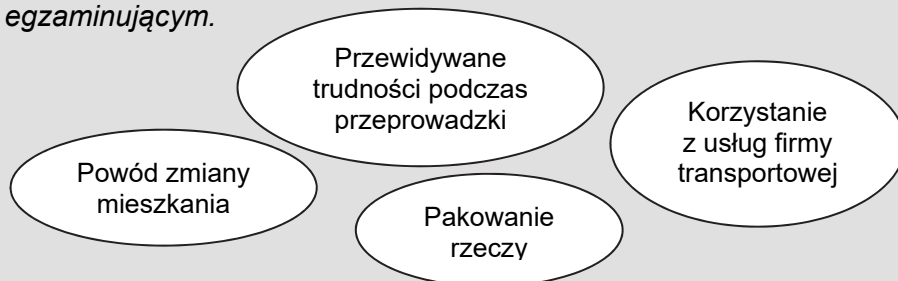 egzaminującym.
Przewidywane
trudności podczas
przeprowadzki
Korzystanie
z usług firmy
transportowej
Powód zmiany
mieszkania
Pakowanie
rzeczy